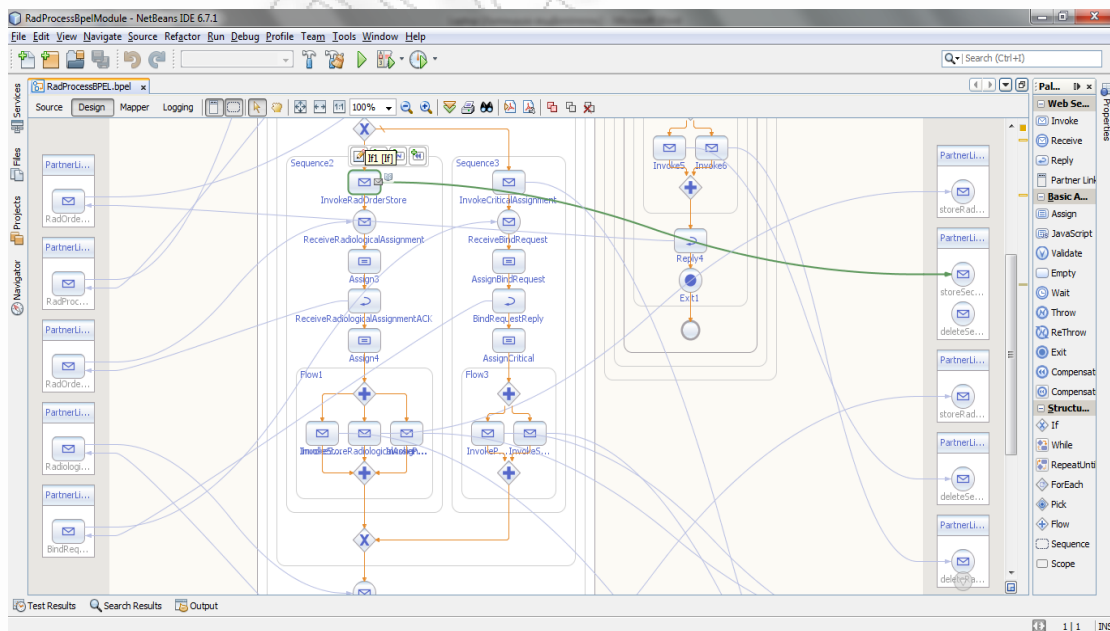 RadProcessBpelModule - NetBeans IDE 6.7.1
File Edit View Navigate Source Refactor Run Debug Profile Team Tools Window Help
Search (Ctrl+I)
RadProcessBPEL.bpel x
Pal...
Source Design Mapper Logging 100%
Services
Files
Projects
Navigator
Properties
PartnerLi...
RadOrde...
PartnerLi...
RadProc...
PartnerLi...
RadOrde...
PartnerLi...
Radiologi...
PartnerLi...
BindReq...
Sequence2
If1 [If]
InvokeRadOrderStore
ReceiveRadiologicalAssignment
Assign3
ReceiveRadiologicalAssignmentACK
Assign4
Flow1
Sequence3
InvokeCriticalAssignment
ReceiveBindRequest
AssignBindRequest
BindRequestReply
AssignCritical
Flow3
InvokeR... InvokeS...
Invoke5 Invoke6
Reply4
Exit1
PartnerLi...
storeRad...
PartnerLi...
storeSec...
deleteSe...
PartnerLi...
storeRad...
PartnerLi...
deleteSe...
PartnerLi...
deleteRa...
Web Se...
Invoke
Receive
Reply
Partner Link
Basic A...
Assign
JavaScript
Validate
Empty
Wait
Throw
ReThrow
Exit
Compensat
Compensat
Structu...
If
While
RepeatUnti
ForEach
Pick
Flow
Sequence
Scope
Test Results Search Results Output
1|1 INS